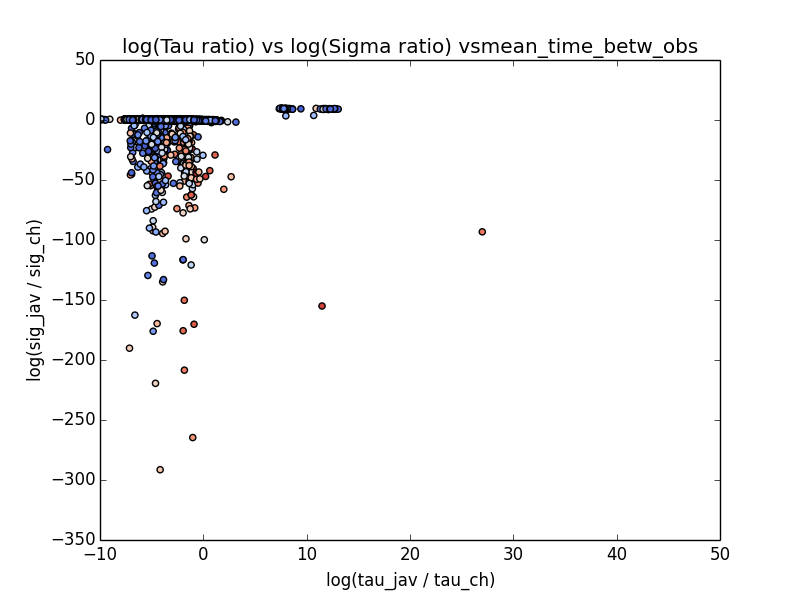 log(Tau ratio) vs log(Sigma ratio) vsmean_time_betw_obs
50
0
−50
−100
−150
−200
−250
−300
−350
log(sig_jav / sig_ch)
−10 0 10 20 30 40 50
log(tau_jav / tau_ch)